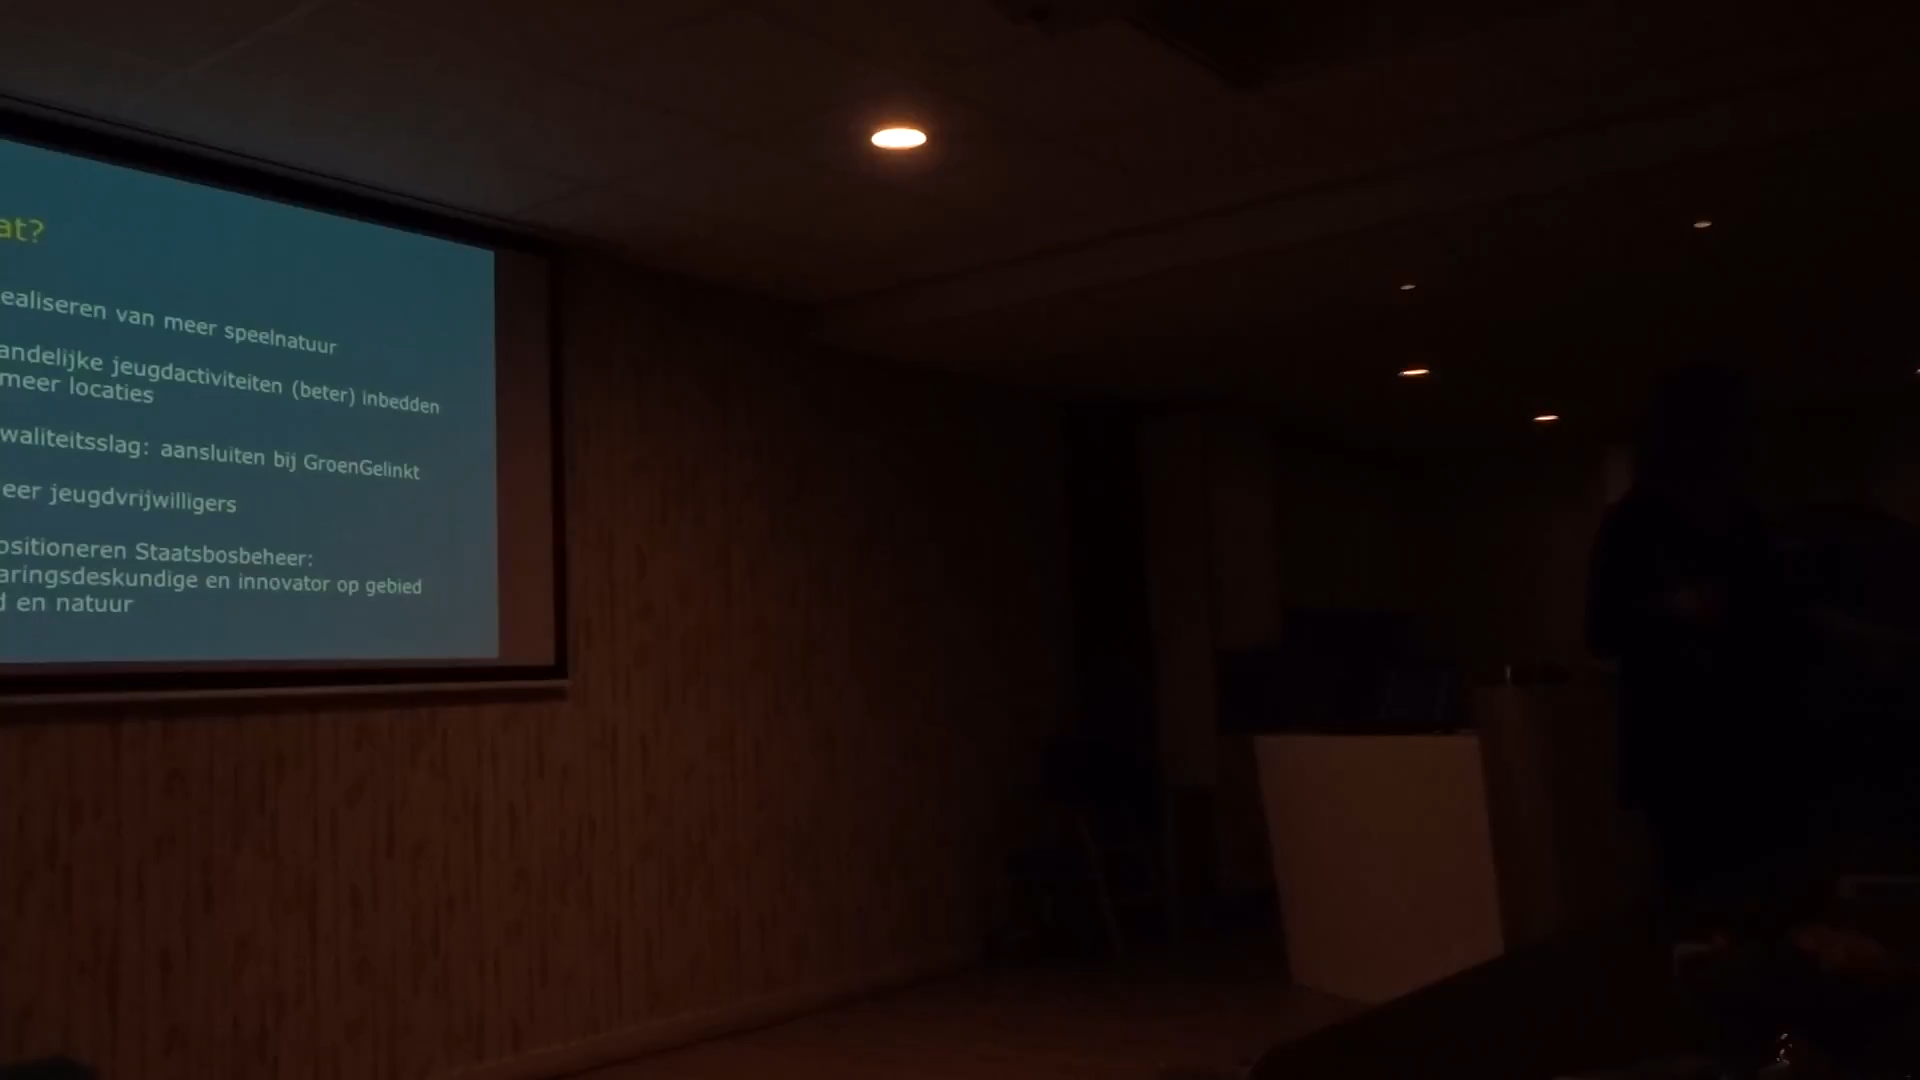 at?
ealiseren van meer speelnatuur
andelijke jeugdactiviteiten (beter) inbedden
meer locaties
waliteitsslag: aansluiten bij GroenGelinkt
eer jeugdvrijwilligers
ositioneren Staatsbosbeheer:
aringsdeskundige en innovator op gebied
d en natuur